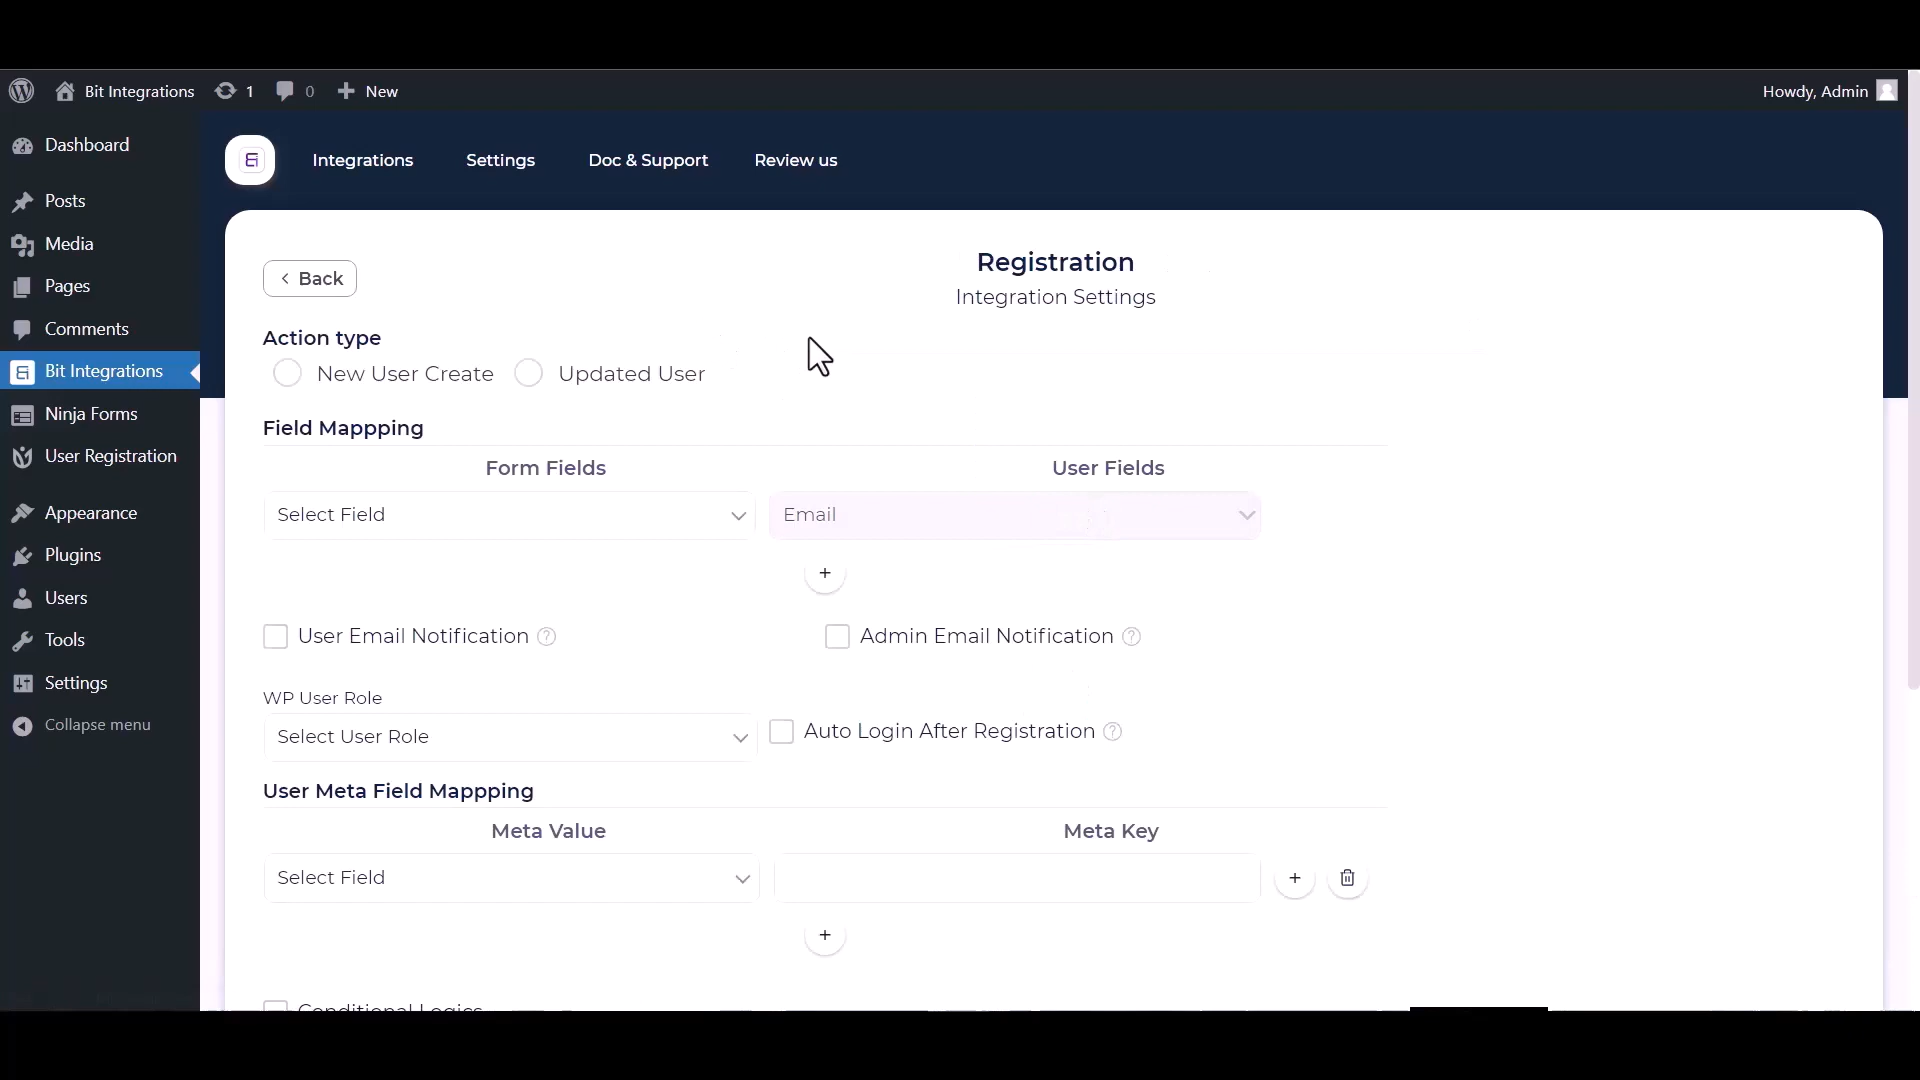 Bit Integrations 1 0 New Howdy, Admin
Dashboard
Posts
Media
Pages
Comments
Bit Integrations
Ninja Forms
User Registration
Appearance
Plugins
Users
Tools
Settings
Collapse menu
Integrations Settings Doc & Support Review us
Back
Registration
Integration Settings
Action type
New User Create Updated User
Field Mappping
Form Fields User Fields
Select Field Email
+
User Email Notification ? Admin Email Notification ?
WP User Role
Select User Role Auto Login After Registration ?
User Meta Field Mappping
Meta Value Meta Key
Select Field +
+
Conditional Logics